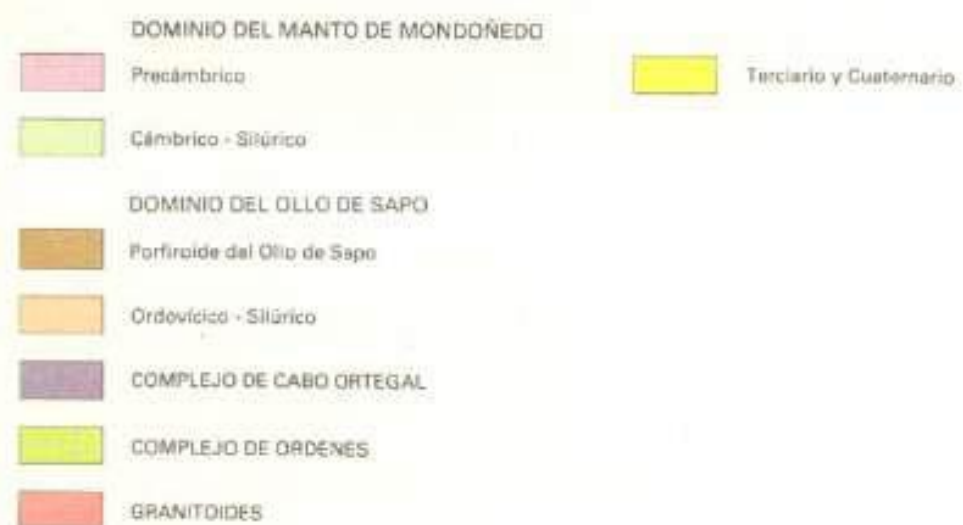 DOMINIO DEL MANTO DE MONDOÑEDO
Precámbrico
Cámbrico - Silúrico
DOMINIO DEL OLLO DE SAPO
Porfiroide del Ollo de Sapo
Ordovícico - Silúrico
COMPLEJO DE CABO ORTEGAL
COMPLEJO DE ORDENES
GRANITOIDES
Terciario y Cuaternario